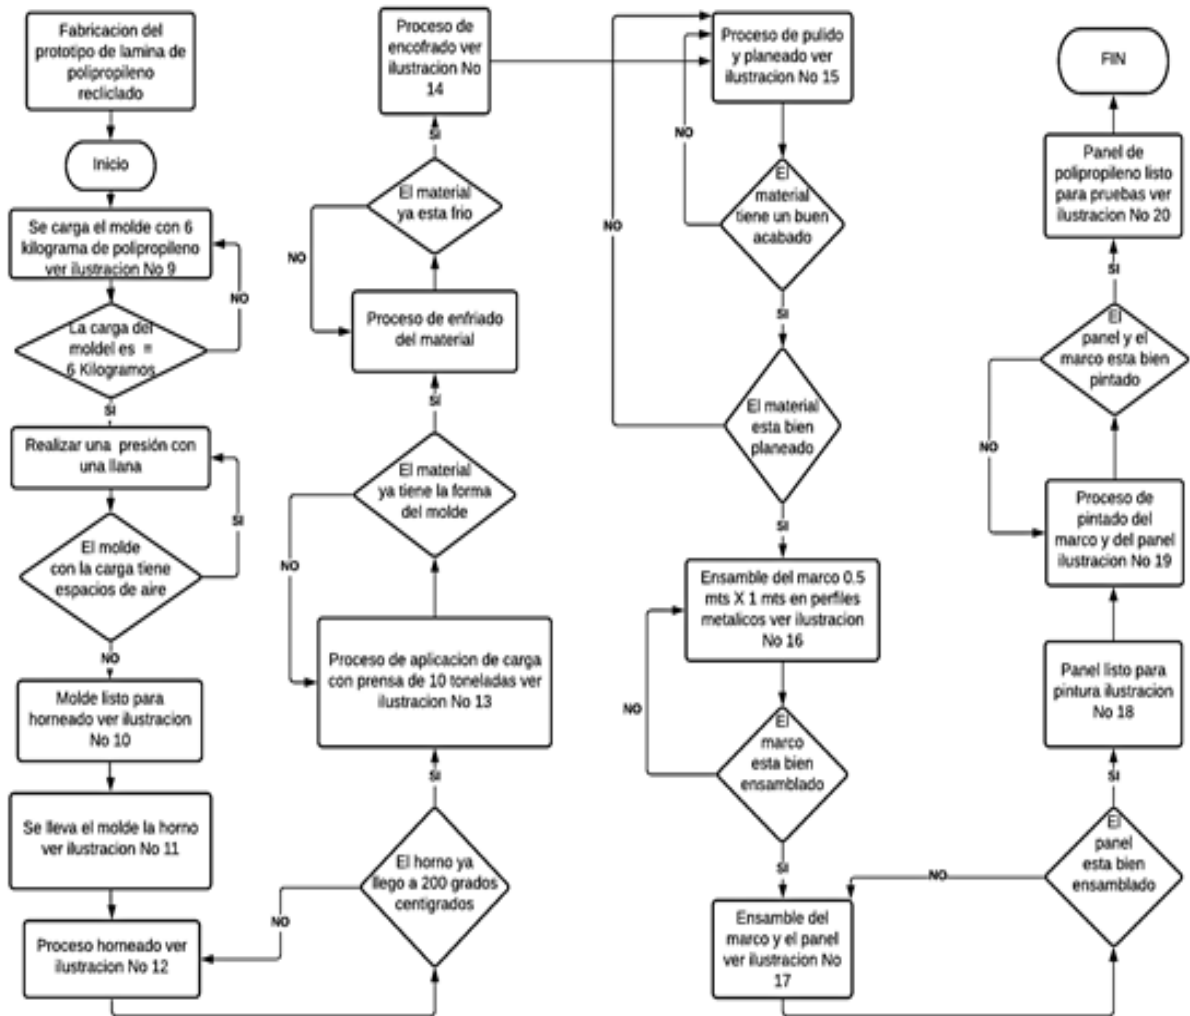 Fabricacion del
prototipo de lamina de
polipropileno
recliclado
Inicio
Se carga el molde con 6
kilograma de polipropileno
ver ilustracion No 9
NO
La carga del
moldel es =
6 Kilogramos
SI
Realizar una presión con
una llana
SI
El molde
con la carga tiene
espacios de aire
NO
Molde listo para
horneado ver ilustracion
No 10
Se lleva el molde la horno
ver ilustracion No 11
Proceso horneado ver
ilustracion No 12
NO
El horno ya
llego a 200 grados
centigrados
SI
Proceso de aplicacion de carga
con prensa de 10 toneladas ver
ilustracion No 13
NO
El material
ya tiene la forma
del molde
SI
Proceso de enfriado
del material
NO
El material
ya esta frio
SI
Proceso de
encofrado ver
ilustracion No
14
Proceso de pulido
y planeado ver
ilustracion No 15
NO
El
material
tiene un buen
acabado
SI
NO
El material
esta bien
planeado
SI
Ensamble del marco 0.5
mts X 1 mts en perfiles
metalicos ver ilustracion
No 16
NO
El
marco
esta bien
ensamblado
SI
Ensamble del
marco y el panel
ver ilustracion No
17
NO
El
panel
esta bien
ensamblado
SI
Panel listo para
pintura ilustracion
No 18
Proceso de
pintado del
marco y del panel
ilustracion No 19
NO
El
panel y el
marco esta bien
pintado
SI
Panel de
polipropileno listo
para pruebas ver
ilustracion No 20
FIN